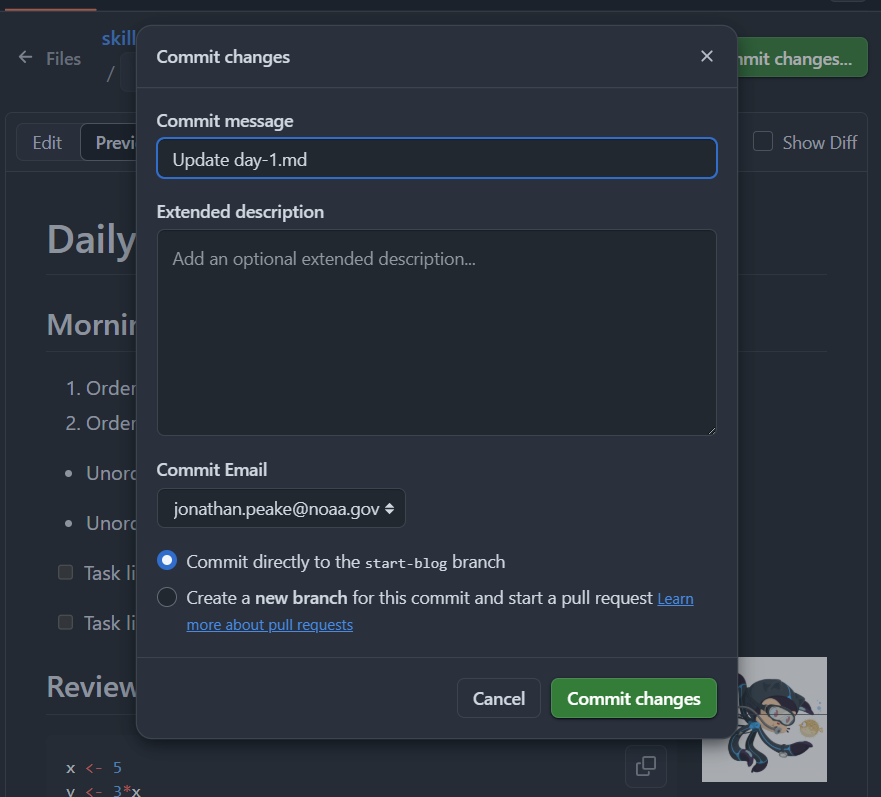 skill
Files
/
mmit changes...
Commit changes
Edit
Previ
Show Diff
Commit message
Update day-1.md
Extended description
Add an optional extended description...
Daily
Mornin
1. Order
2. Order
Unord
Unord
Task li
Task li
Commit Email
jonathan.peake@noaa.gov
Commit directly to the start-blog branch
Create a new branch for this commit and start a pull request Learn
more about pull requests
Cancel
Commit changes
Review
x <- 5
y <- 3*x